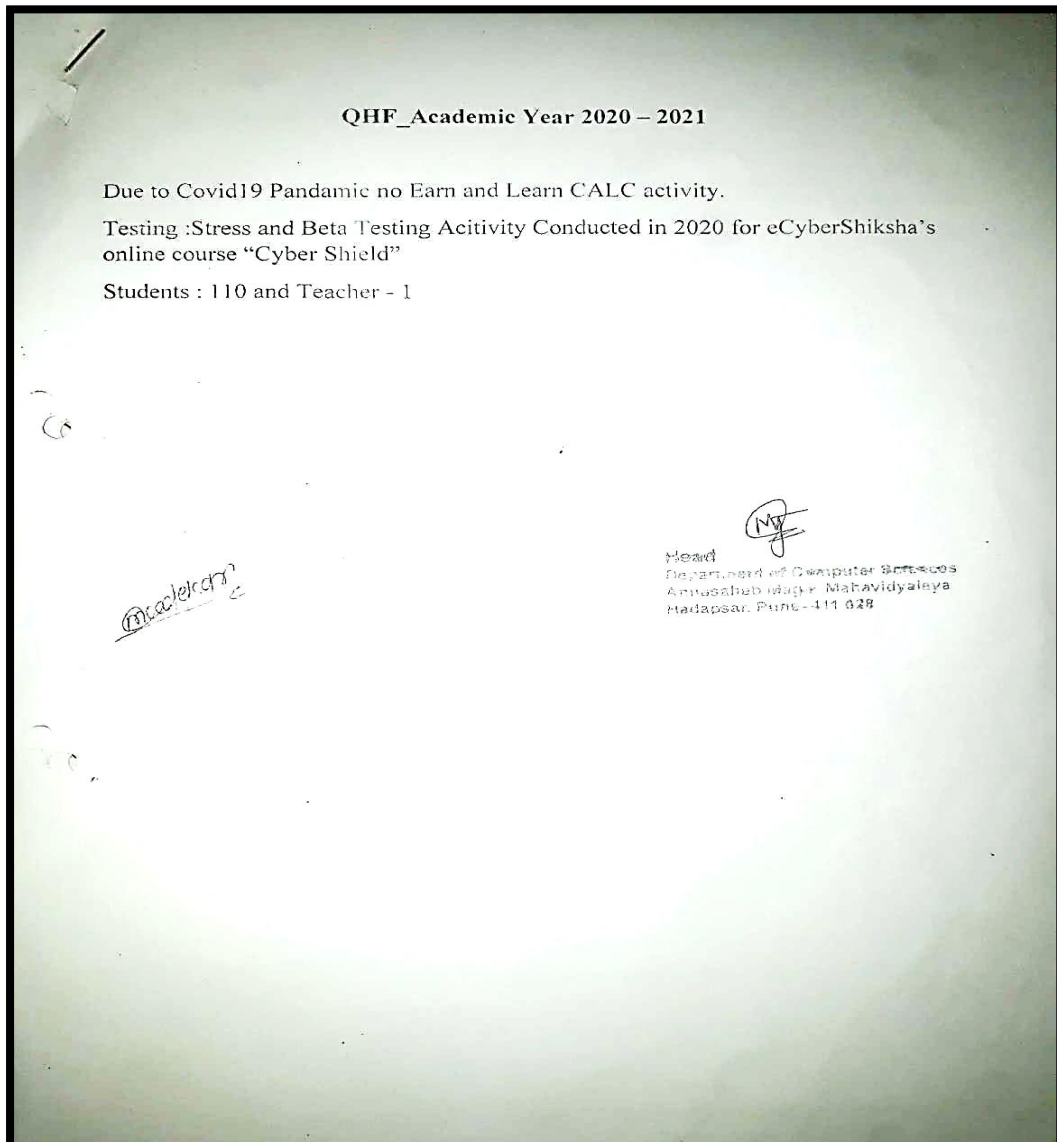 QHF_Academic Year 2020 – 2021
Due to Covid19 Pandamic no Earn and Learn CALC activity.
Testing :Stress and Beta Testing Acitivity Conducted in 2020 for eCyberShiksha's
online course “Cyber Shield”
Students : 110 and Teacher - 1
Head
Department of Computer Sciences
Annasaheb Magar Mahavidyalaya
Hadapsar, Pune-411 028